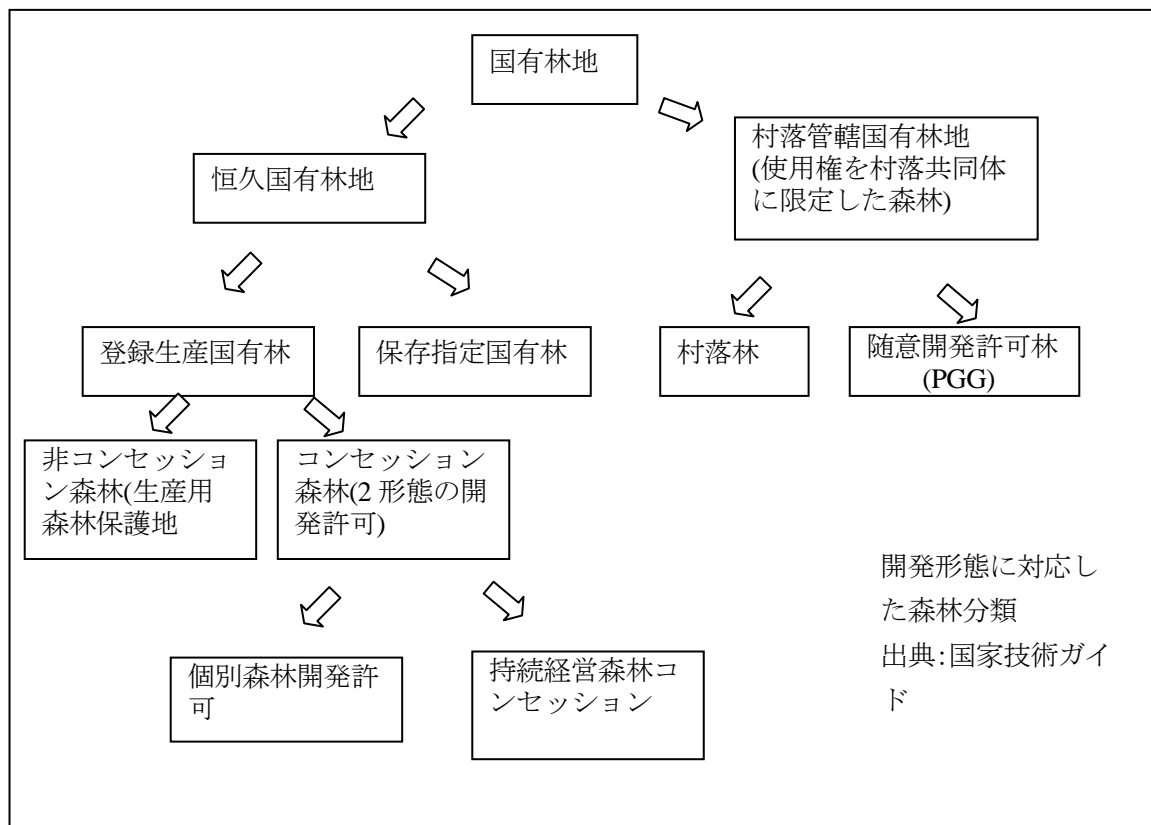 国有林地
村落管轄国有林地
(使用権を村落共同体
に限定した森林)
恒久国有林地
登録生産国有林
保存指定国有林
村落林
随意開発許可林
(PGG)
非コンセッショ
ン森林(生産用
森林保護地
コンセッション
森林(2 形態の開
発許可)
開発形態に対応し
た森林分類
出典:国家技術ガイ
ド
個別森林開発許
可
持続経営森林コ
ンセッション